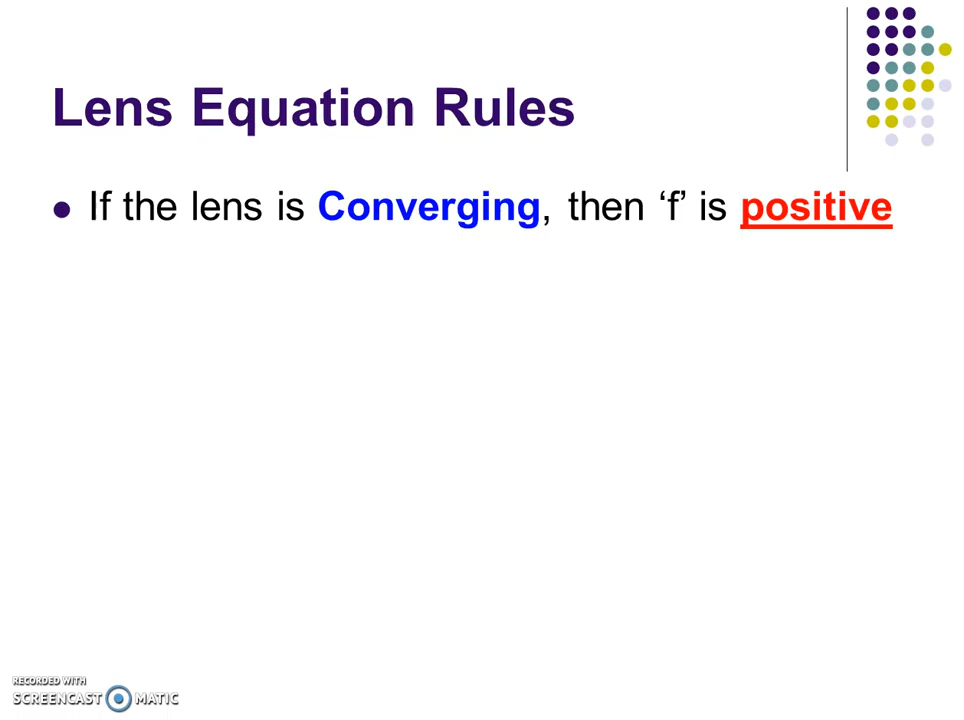 Lens Equation Rules
If the lens is Converging, then ‘f’ is positive
RECORDED WITH
SCREENCAST MATIC